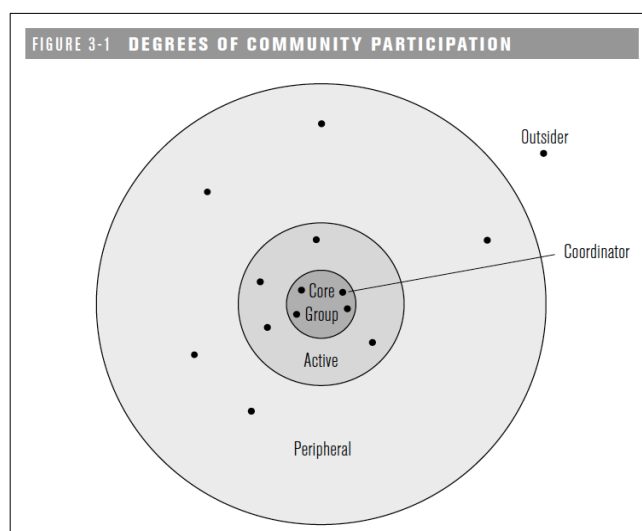 FIGURE 3-1 DEGREES OF COMMUNITY PARTICIPATION
Outsider
Coordinator
Core
Group
Active
Peripheral